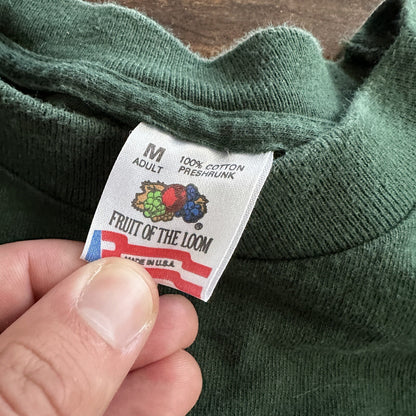 M
ADULT
100% COTTON
PRESHRUNK
FRUIT OF THE LOOM®
MADE IN U.S.A.